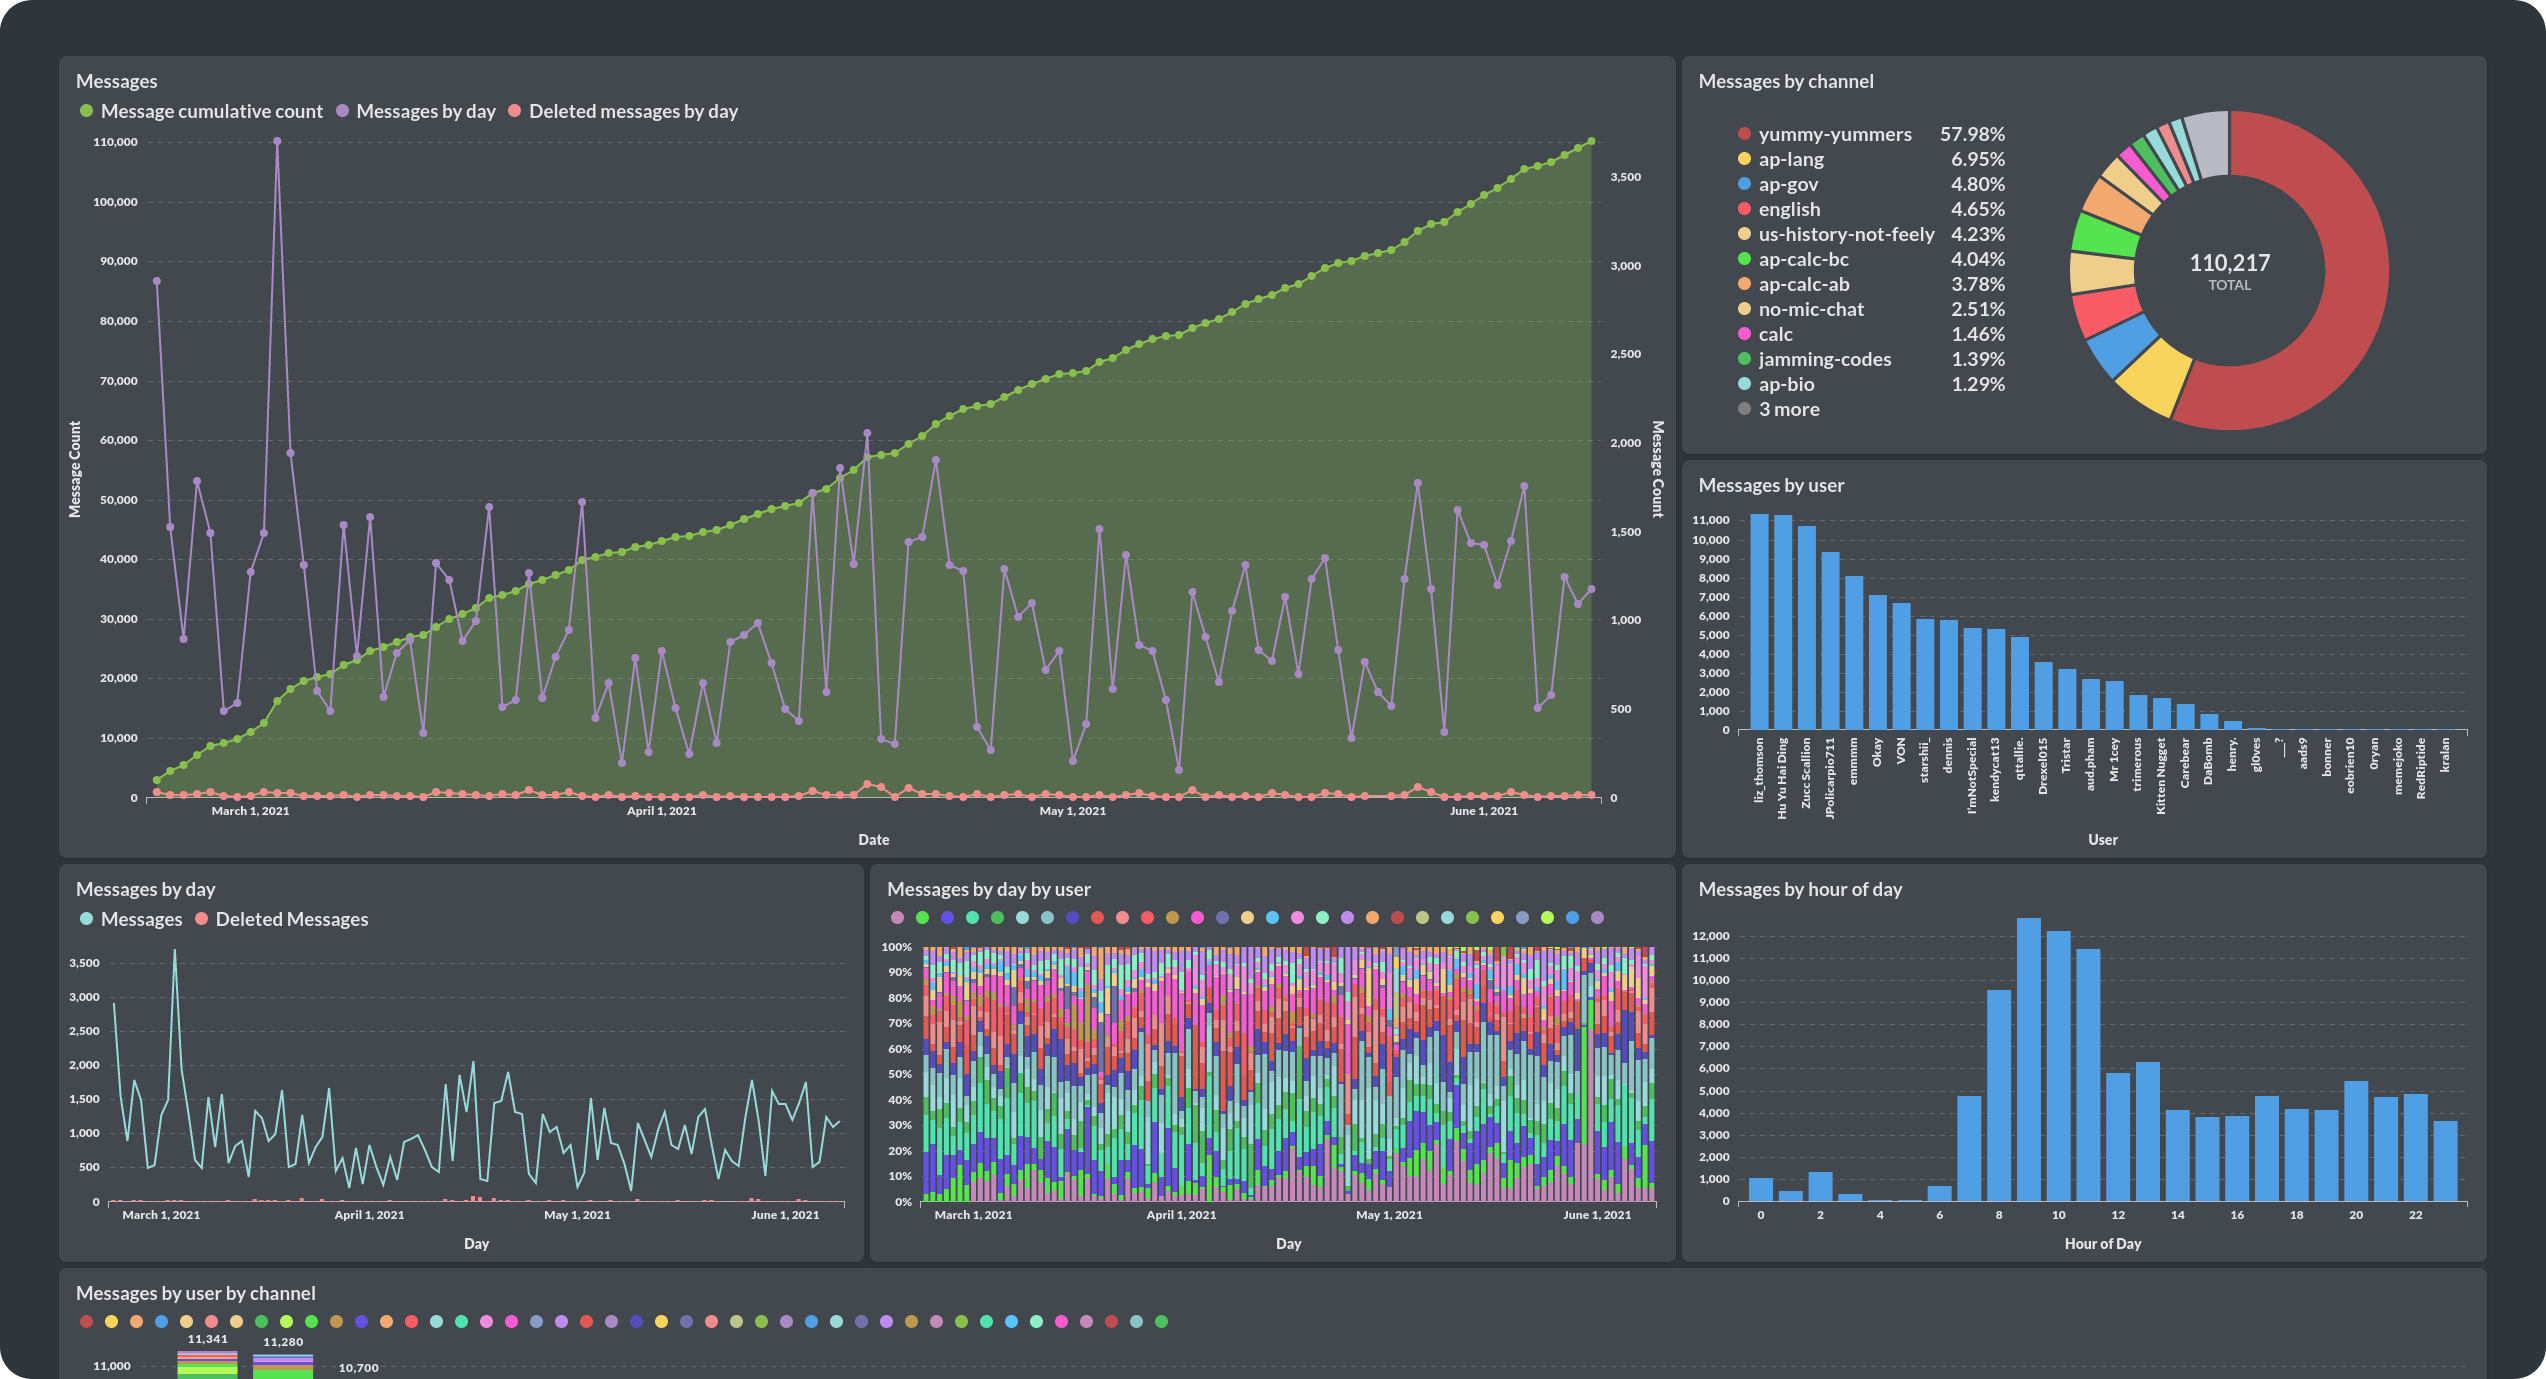 Messages
Message cumulative count Messages by day Deleted messages by day
110,000
100,000
90,000
80,000
70,000
60,000
50,000
40,000
30,000
20,000
10,000
0
Message Count
3,500
3,000
2,500
2,000
1,500
1,000
500
0
Message Count
March 1, 2021 April 1, 2021 May 1, 2021 June 1, 2021
Date
Messages by channel
yummy-yummers 57.98%
ap-lang 6.95%
ap-gov 4.80%
english 4.65%
us-history-not-feely 4.23%
ap-calc-bc 4.04%
ap-calc-ab 3.78%
no-mic-chat 2.51%
calc 1.46%
jamming-codes 1.39%
ap-bio 1.29%
3 more
110,217
TOTAL
Messages by user
11,000
10,000
9,000
8,000
7,000
6,000
5,000
4,000
3,000
2,000
1,000
0
liz_thomson
Hu Yu Hai Ding
Zucc Scallion
JPolicarpio711
emmmm
Okay
VON
starshii_
dennis
I'mNotSpecial
kendycat13
qttallie.
Drexel015
Tristar
aud.pham
Mr 1cey
trimerous
Kitten Nugget
Carebear
DaBomb
henry.
gl0ves
___?
aads9
bonner
eobrien10
0ryan
memejoko
RedRiptide
kralan
User
Messages by day
Messages Deleted Messages
3,500
3,000
2,500
2,000
1,500
1,000
500
0
March 1, 2021 April 1, 2021 May 1, 2021 June 1, 2021
Day
Messages by day by user
100%
90%
80%
70%
60%
50%
40%
30%
20%
10%
0%
March 1, 2021 April 1, 2021 May 1, 2021 June 1, 2021
Day
Messages by hour of day
12,000
11,000
10,000
9,000
8,000
7,000
6,000
5,000
4,000
3,000
2,000
1,000
0
0 2 4 6 8 10 12 14 16 18 20 22
Hour of Day
Messages by user by channel
11,341
11,280
10,700
11,000